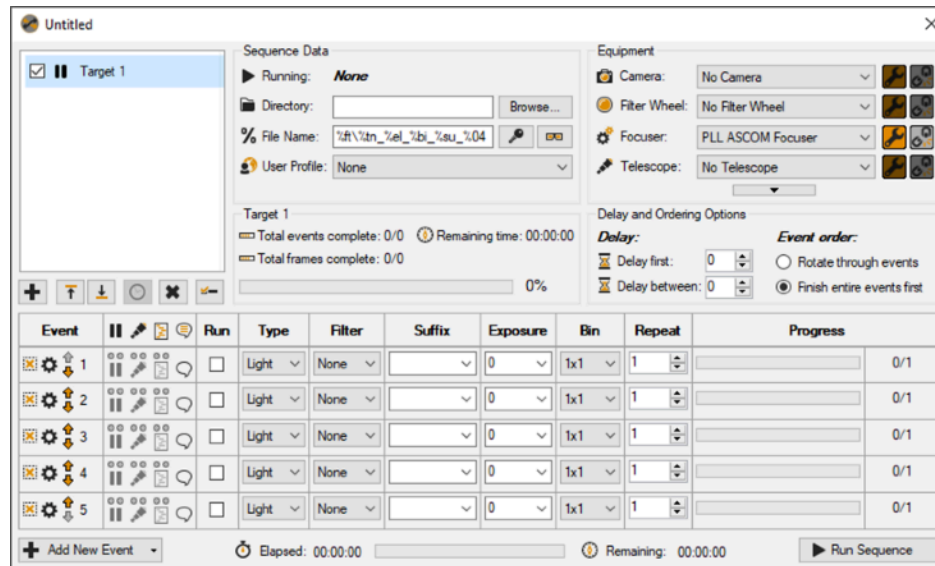 Untitled
Target 1
Sequence Data
Running: None
Directory: Browse...
File Name: %ft\%tn_%el_%bi_%su_%04
User Profile: None
Equipment
Camera: No Camera
Filter Wheel: No Filter Wheel
Focuser: PLL ASCOM Focuser
Telescope: No Telescope
Target 1
Total events complete: 0/0 Remaining time: 00:00:00
Total frames complete: 0/0
0%
Delay and Ordering Options
Delay: Event order:
Delay first: 0 Rotate through events
Delay between: 0 Finish entire events first
Event Run Type Filter Suffix Exposure Bin Repeat Progress
1 Light None 0 1x1 1 0/1
2 Light None 0 1x1 1 0/1
3 Light None 0 1x1 1 0/1
4 Light None 0 1x1 1 0/1
5 Light None 0 1x1 1 0/1
Add New Event Elapsed: 00:00:00 Remaining: 00:00:00 Run Sequence